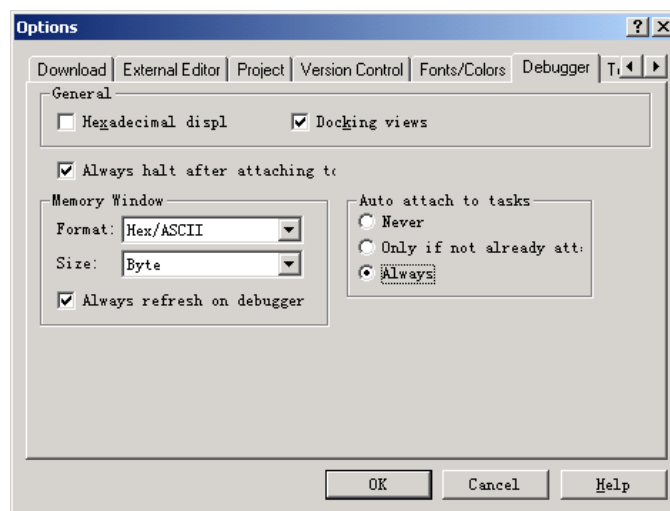 Options
Download External Editor Project Version Control Fonts/Colors Debugger
General
Hexadecimal displ Docking views
Always halt after attaching to
Memory Window
Format: Hex/ASCII
Size: Byte
Always refresh on debugger
Auto attach to tasks
Never
Only if not already att
Always
OK Cancel Help